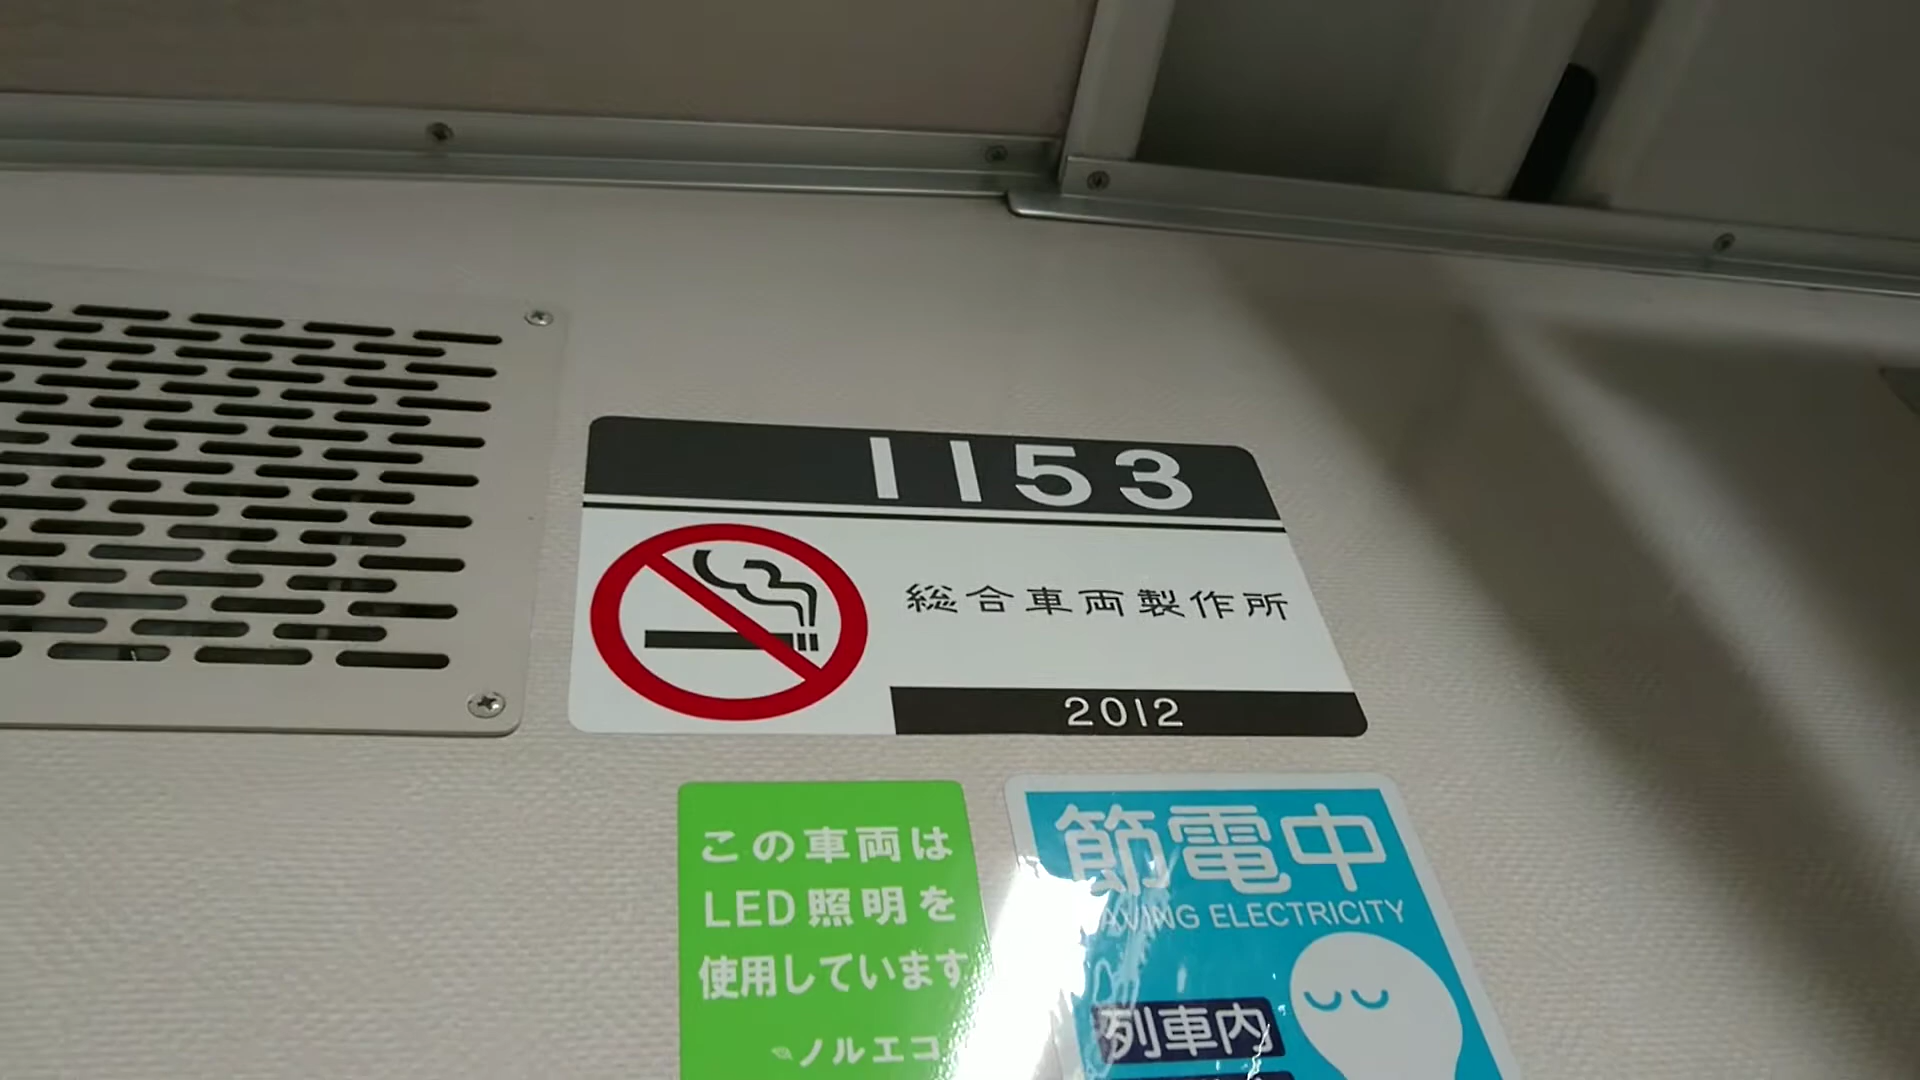 1153
総合車両製作所
2012
この車両は
LED照明を
使用しています
ノルエコ
節電中
ELECTRICITY
列車内